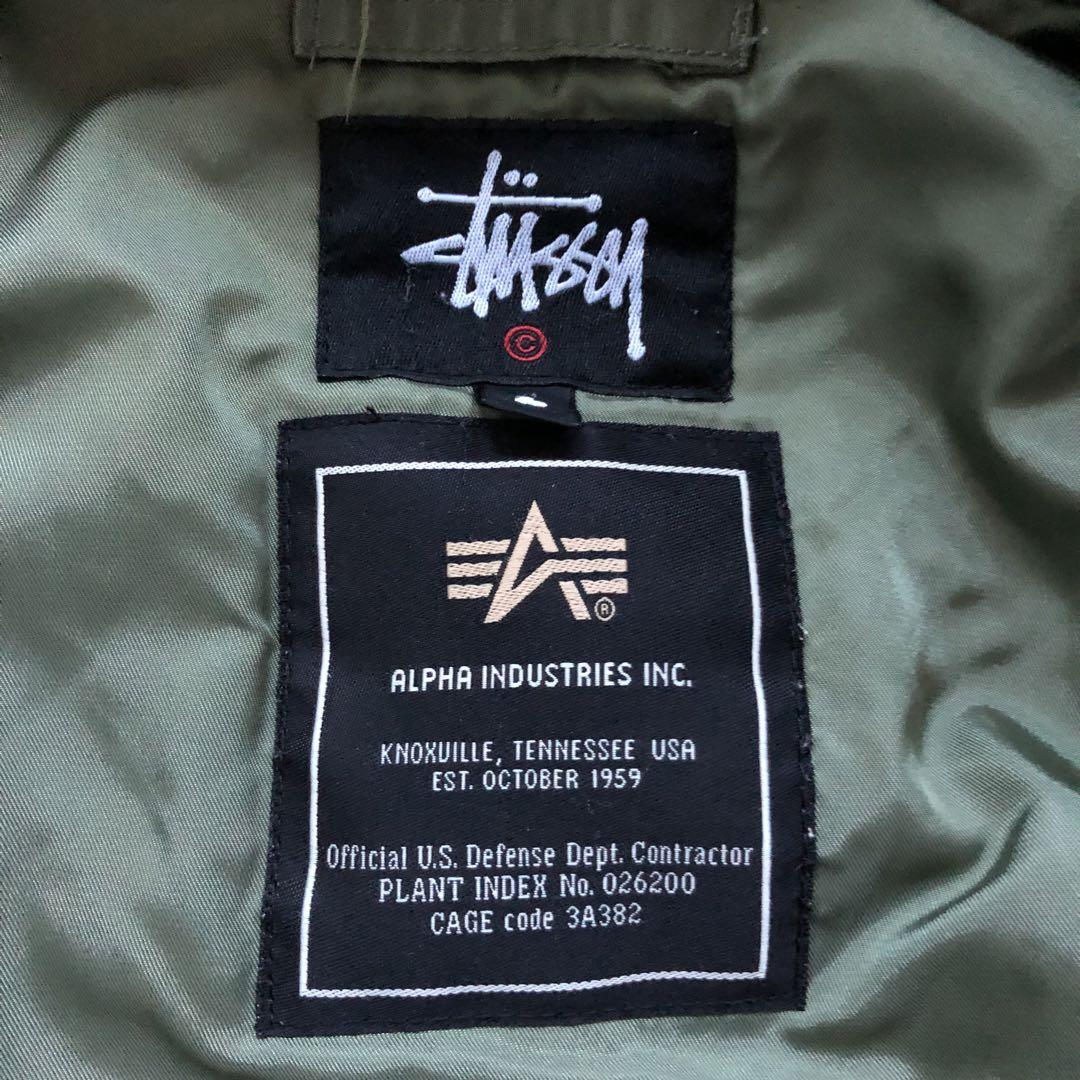 Stüssy
©
®
ALPHA INDUSTRIES INC.
KNOXVILLE, TENNESSEE USA
EST. OCTOBER 1959
Official U.S. Defense Dept. Contractor
PLANT INDEX No. 026200
CAGE code 3A382